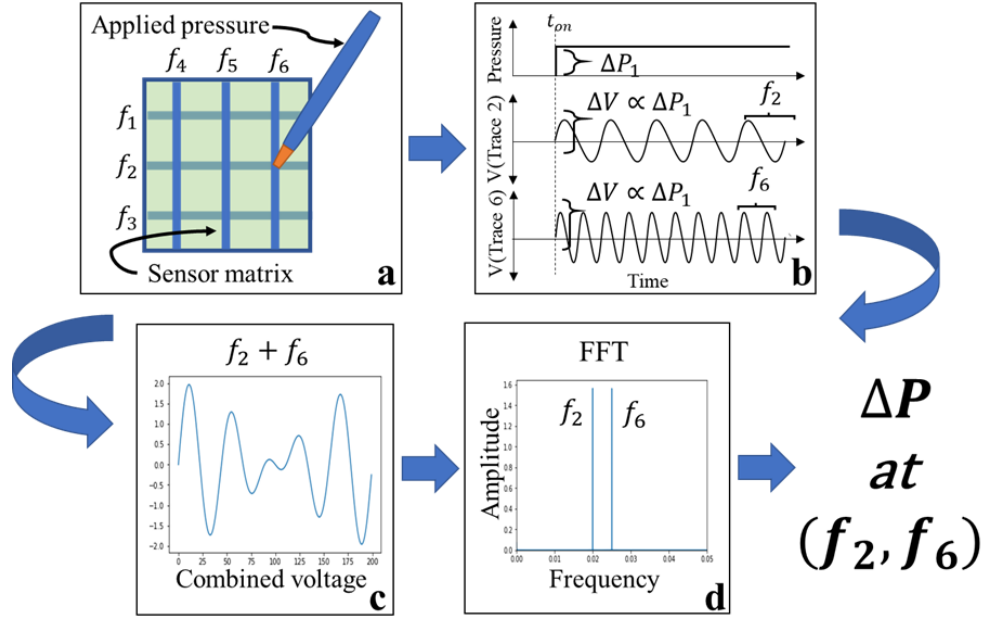 Applied pressure
f₄ f₅ f₆
f₁
f₂
f₃
Sensor matrix
a
t_on
Pressure
ΔP₁
V(Trace 2)
ΔV ∝ ΔP₁
f₂
V(Trace 6)
ΔV ∝ ΔP₁
f₆
Time
b
f₂ + f₆
2.0
1.5
1.0
0.5
0.0
−0.5
−1.0
−1.5
−2.0
0 25 50 75 100 125 150 175 200
Combined voltage
c
FFT
Amplitude
1.6
1.4
1.2
1.0
0.8
0.6
0.4
0.2
0.0
f₂ f₆
0.00 0.01 0.02 0.03 0.04 0.05
Frequency
d
ΔP
at
(f₂, f₆)